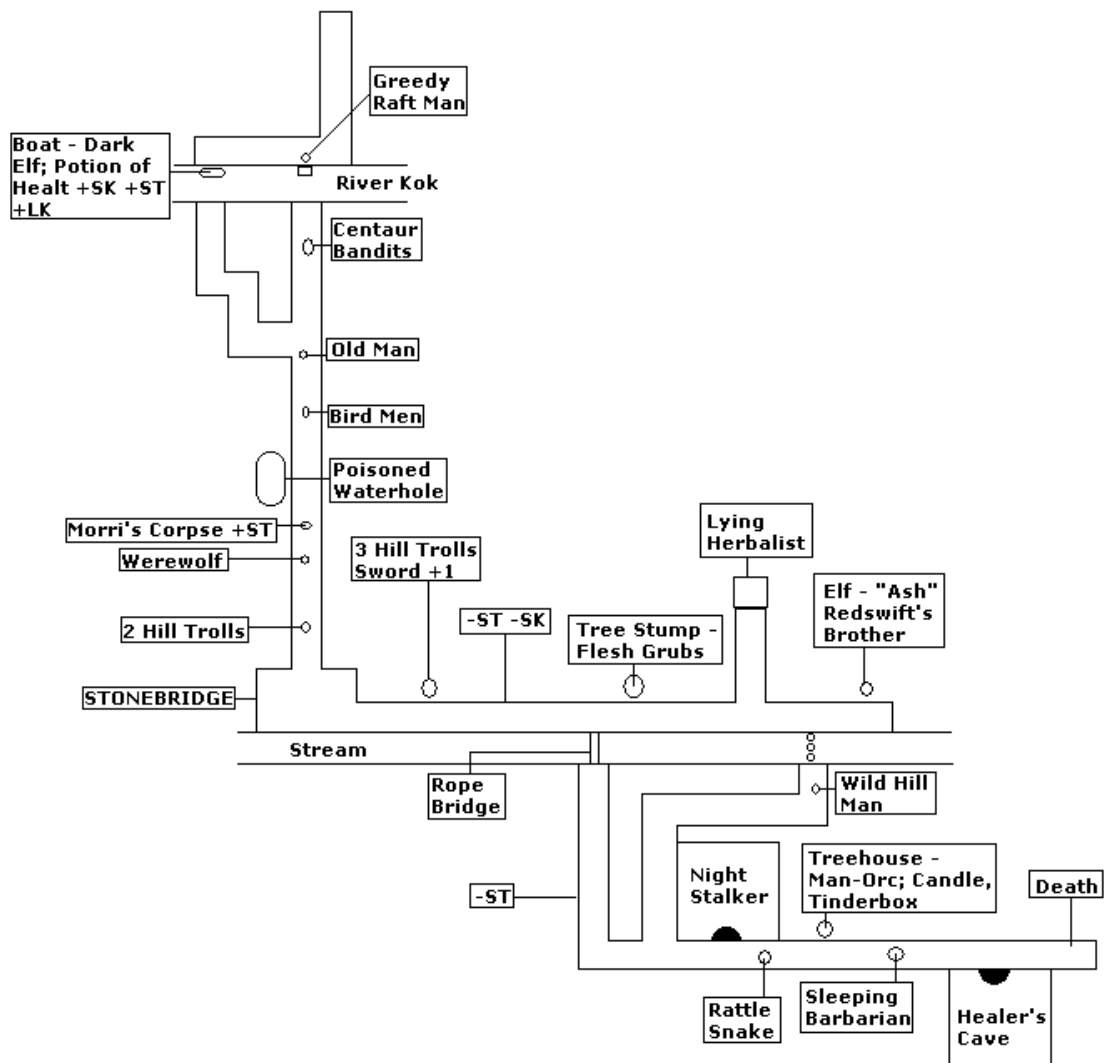 Greedy
Raft Man
Boat - Dark
Elf; Potion of
Healt +SK +ST
+LK
River Kok
Centaur
Bandits
Old Man
Bird Men
Poisoned
Waterhole
Morri's Corpse +ST
Werewolf
2 Hill Trolls
3 Hill Trolls
Sword +1
-ST -SK
Tree Stump -
Flesh Grubs
Lying
Herbalist
Elf - "Ash"
Redswift's
Brother
STONEBRIDGE
Stream
Rope
Bridge
Wild Hill
Man
-ST
Night
Stalker
Treehouse -
Man-Orc; Candle,
Tinderbox
Death
Rattle
Snake
Sleeping
Barbarian
Healer's
Cave